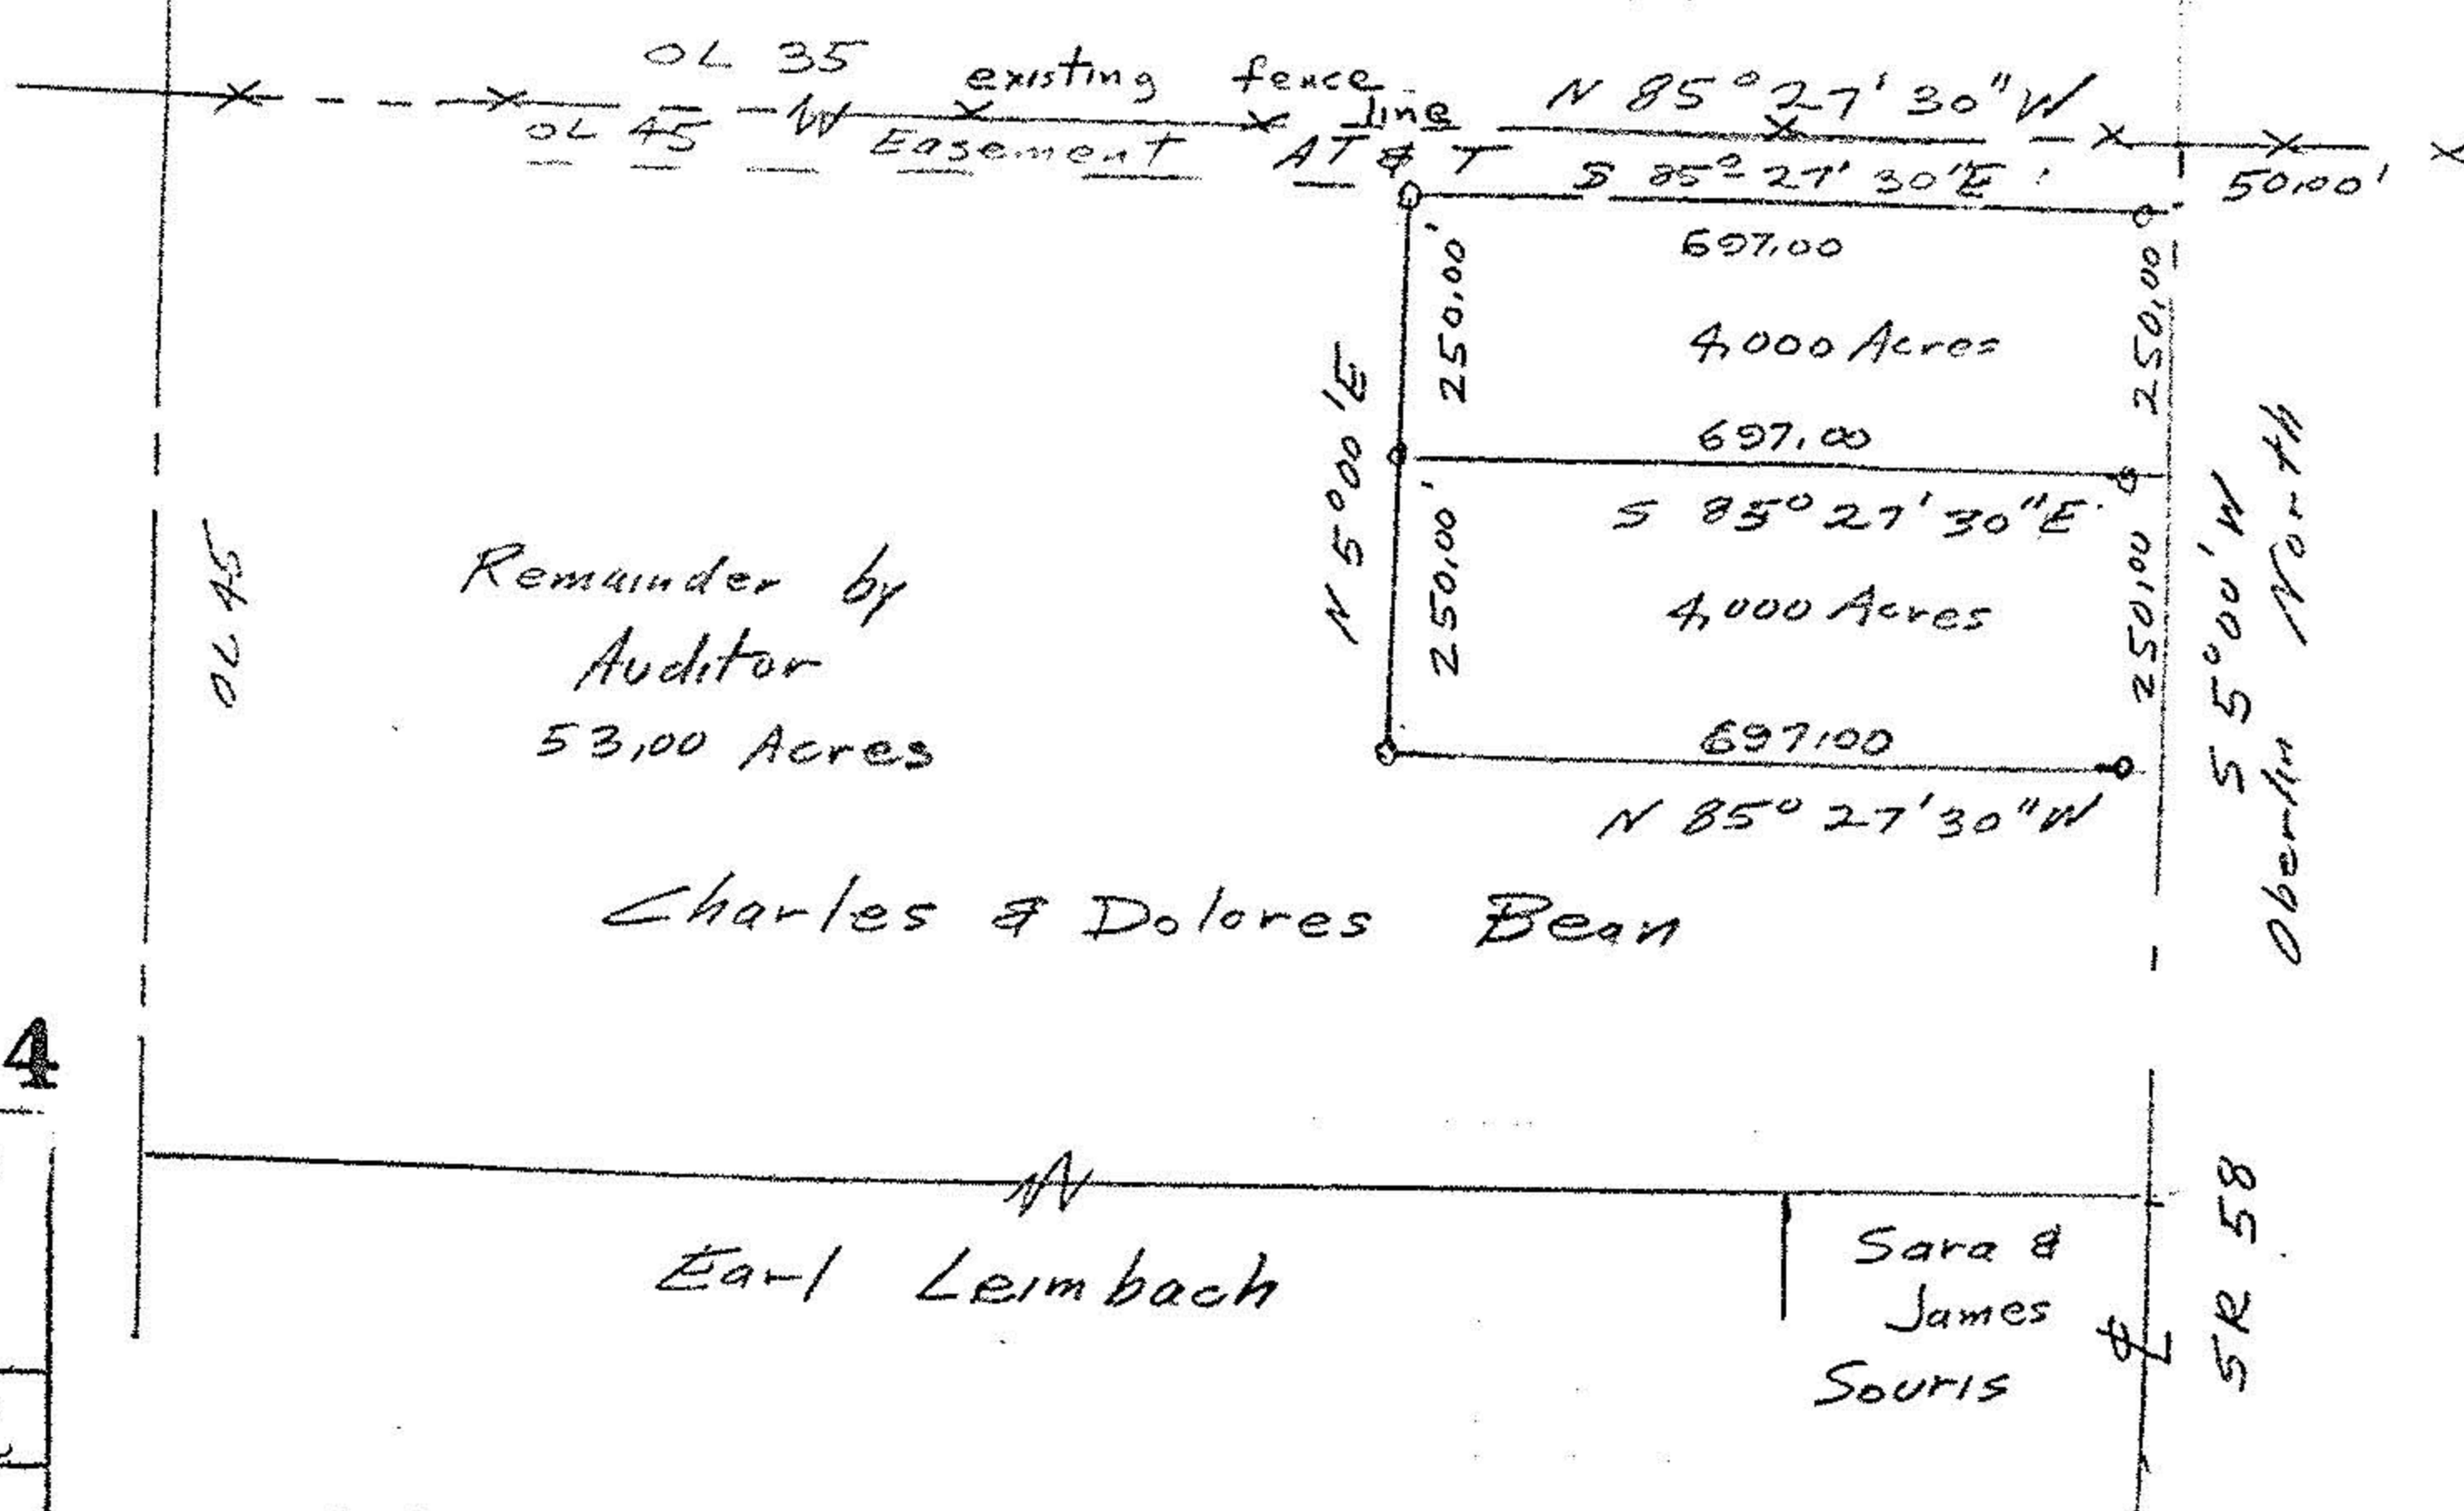 OL 35
existing fence line
N 85° 27' 30" W
OL 45
Easement AT & T
S 85° 27' 30' E
50.00'
697.00
250.00'
250.00'
4.000 Acres
N 5° 00' E
697.00
S 85° 27' 30" E
250.00'
250.00
4.000 Acres
S 5° 00' W
Oberlin North
OL 45
Remainder by
Auditor
53.00 Acres
697.00
N 85° 27' 30" W
Charles & Dolores Bean
4
Earl Leimbach
Sara &
James
Souris
SR 58